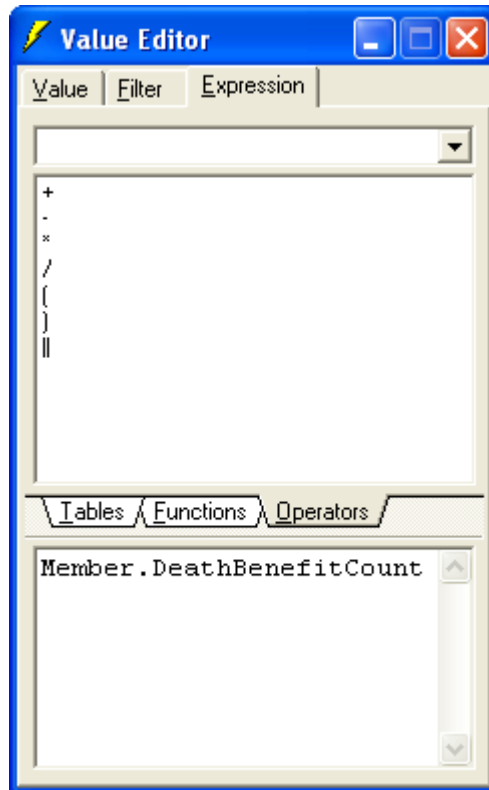 Value Editor
Value Filter Expression
+
-
*
/
(
)
||
Tables Functions Operators
Member.DeathBenefitCount